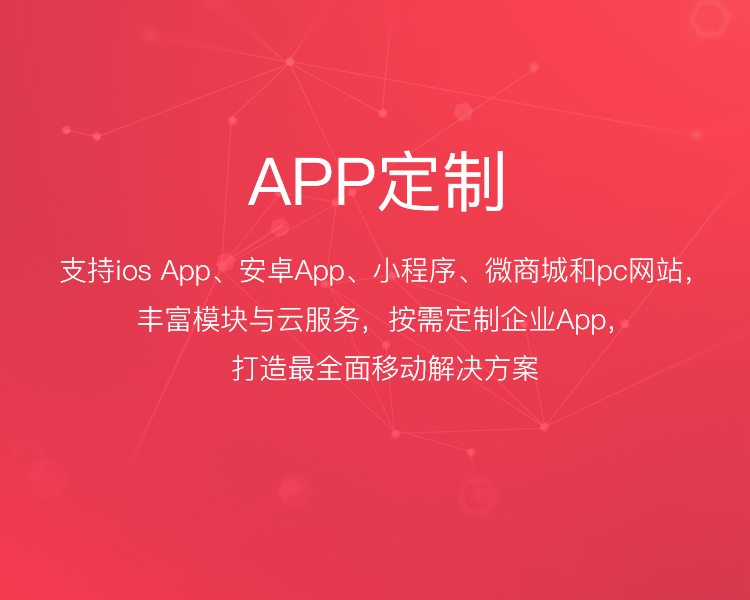 APP定制
支持ios App、安卓App、小程序、微商城和pc网站，
丰富模块与云服务，按需定制企业App，
打造最全面移动解决方案